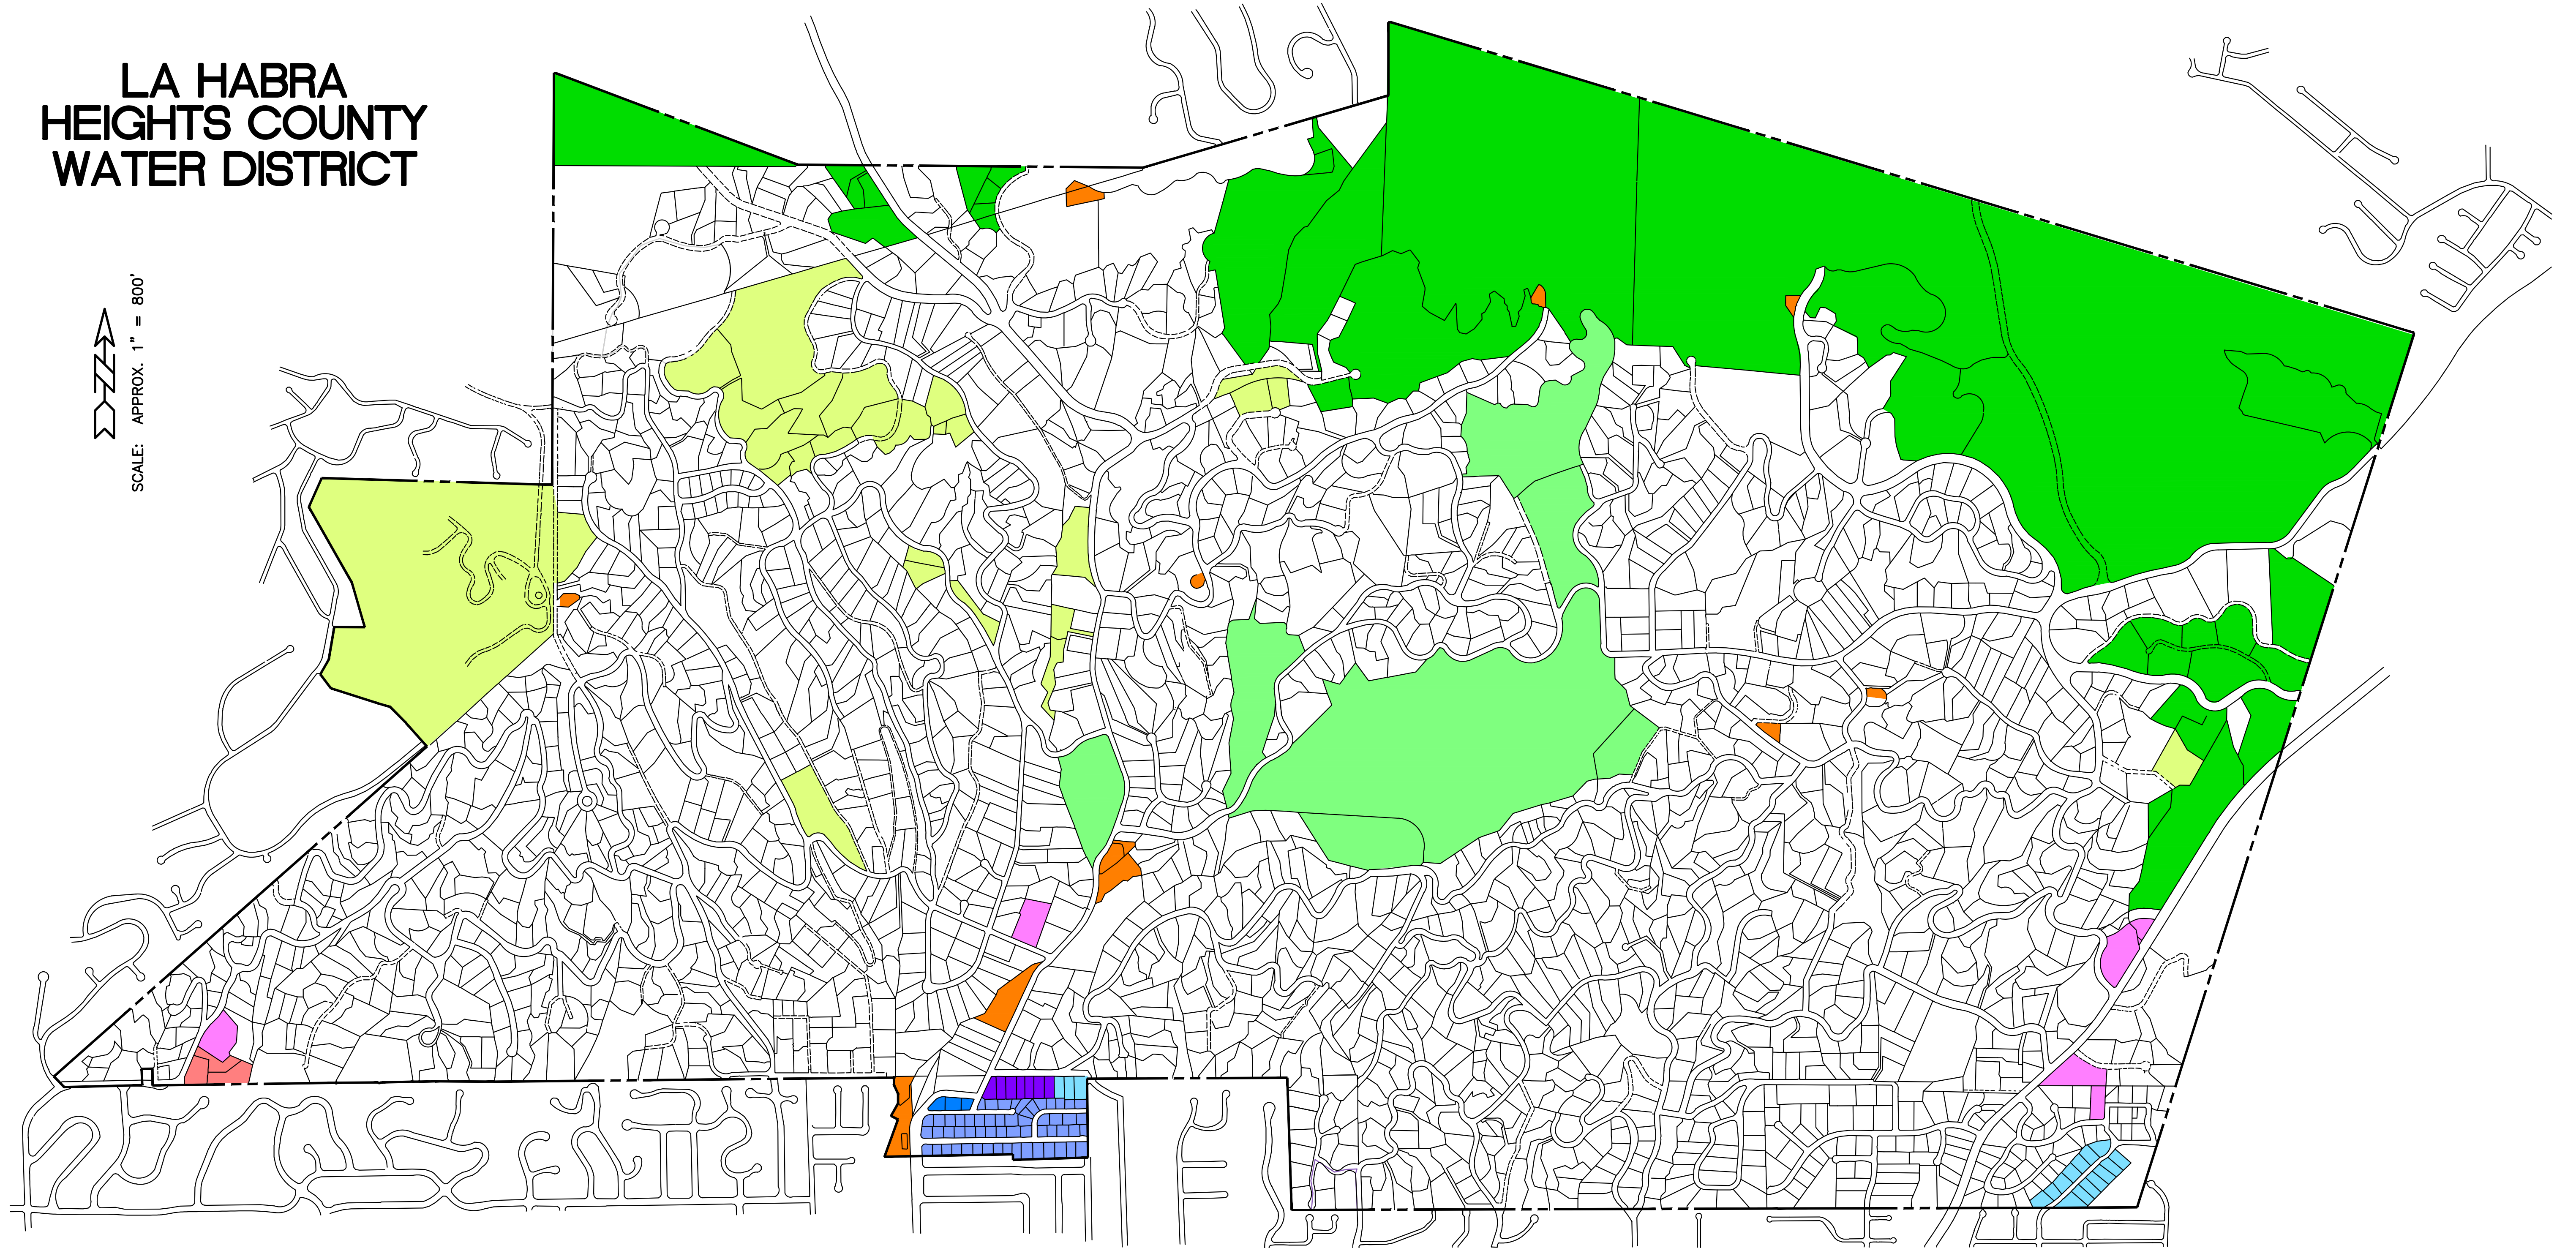 LA HABRA
HEIGHTS COUNTY
WATER DISTRICT
SCALE: APPROX. 1" = 800'